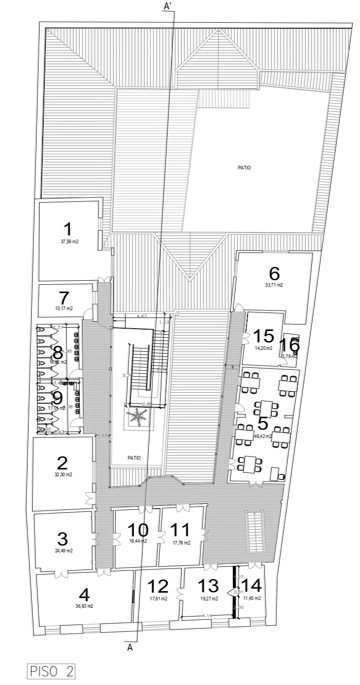 A'
PATIO
1
37,59 m2
6
33,71 m2
7
13,17 m2
15
14,20 m2
16
8
9
5
46,42 m2
2
32,30 m2
PATIO
3
24,49 m2
10
18,44 m2
11
17,78 m2
4
36,63 m2
12
17,81 m2
13
19,27 m2
14
11,45 m2
A
PISO 2